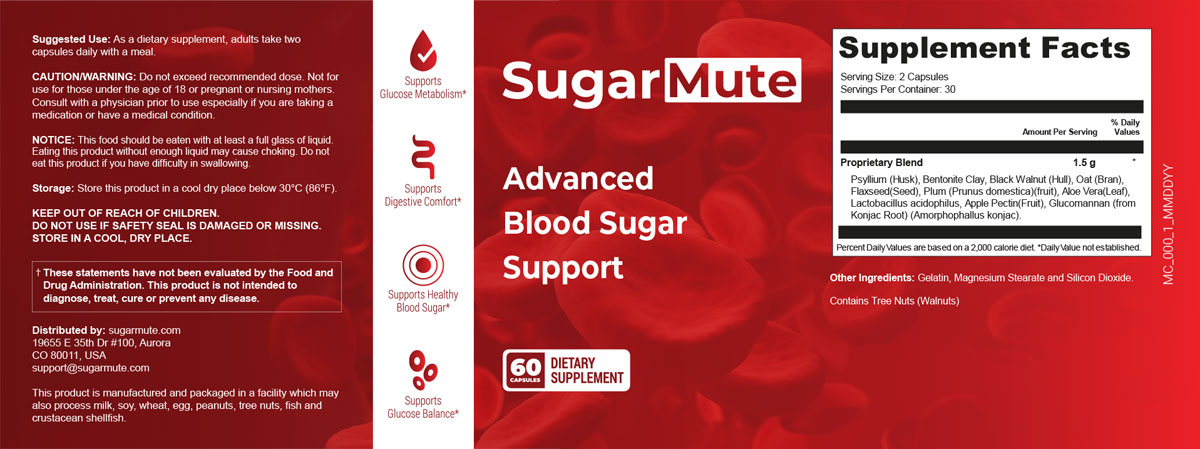 Suggested Use: As a dietary supplement, adults take two
capsules daily with a meal.
CAUTION/WARNING: Do not exceed recommended dose. Not for
use for those under the age of 18 or pregnant or nursing mothers.
Consult with a physician prior to use especially if you are taking a
medication or have a medical condition.
NOTICE: This food should be eaten with at least a full glass of liquid.
Eating this product without enough liquid may cause choking. Do not
eat this product if you have difficulty in swallowing.
Storage: Store this product in a cool dry place below 30°C (86°F).
KEEP OUT OF REACH OF CHILDREN.
DO NOT USE IF SAFETY SEAL IS DAMAGED OR MISSING.
STORE IN A COOL, DRY PLACE.
† These statements have not been evaluated by the Food and
Drug Administration. This product is not intended to
diagnose, treat, cure or prevent any disease.
Distributed by: sugarmute.com
19655 E 35th Dr #100, Aurora
CO 80011, USA
support@sugarmute.com
This product is manufactured and packaged in a facility which may
also process milk, soy, wheat, egg, peanuts, tree nuts, fish and
crustacean shellfish.
Supports
Glucose Metabolism*
Supports
Digestive Comfort*
Supports Healthy
Blood Sugar*
Supports
Glucose Balance*
SugarMute
Advanced
Blood Sugar
Support
60
CAPSULES
DIETARY
SUPPLEMENT
Supplement Facts
Serving Size: 2 Capsules
Servings Per Container: 30
% Daily
Amount Per Serving Values
Proprietary Blend 1.5 g *
Psyllium (Husk), Bentonite Clay, Black Walnut (Hull), Oat (Bran),
Flaxseed(Seed), Plum (Prunus domestica)(fruit), Aloe Vera(Leaf),
Lactobacillus acidophilus, Apple Pectin(Fruit), Glucomannan (from
Konjac Root) (Amorphophallus konjac).
Percent Daily Values are based on a 2,000 calorie diet. *Daily Value not established.
Other Ingredients: Gelatin, Magnesium Stearate and Silicon Dioxide.
Contains Tree Nuts (Walnuts)
MC_000_1_MMDDYY